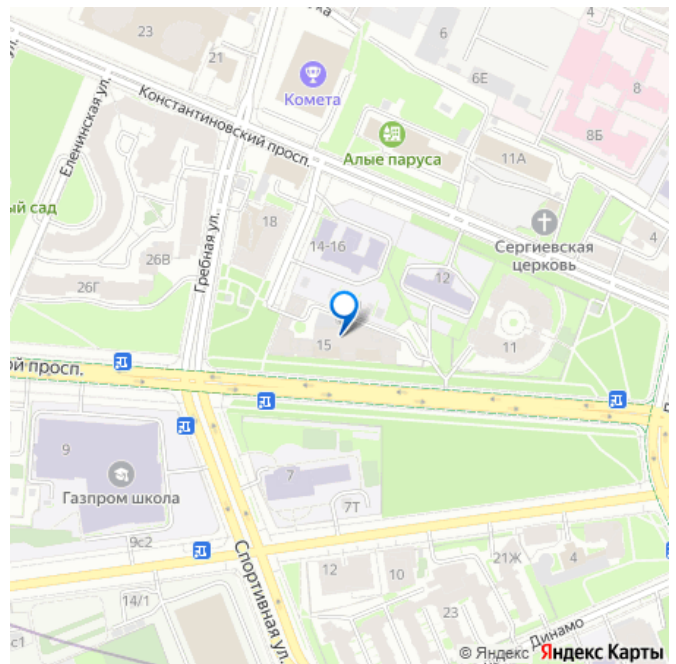 ул.
ка
23
21
6
4
Комета
6Е
8
Константиновский просп.
8Б
Еленинская ул.
Алые паруса
11А
ый сад
Гребная ул.
18
14-16
Сергиевская
церковь
4
26В
12
26Г
15
11
ой просп.
9
7
Газпром школа
7Т
9с2
Спортивная ул.
12
10
21Ж
4
14/1
23
с1
Динамо
© Яндекс Яндекс Карты